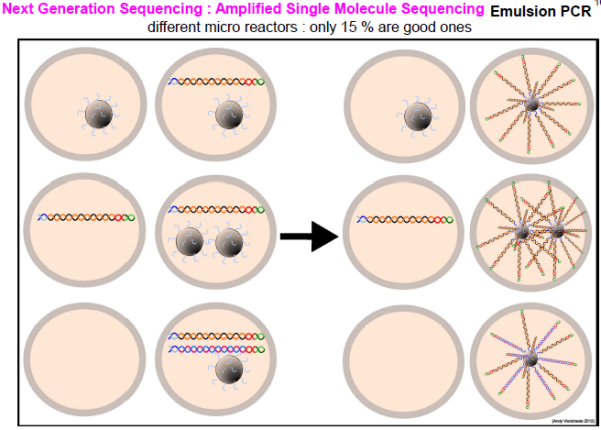 Next Generation Sequencing : Amplified Single Molecule Sequencing Emulsion PCR
different micro reactors : only 15 % are good ones
(Andy Vierstraete 2012)